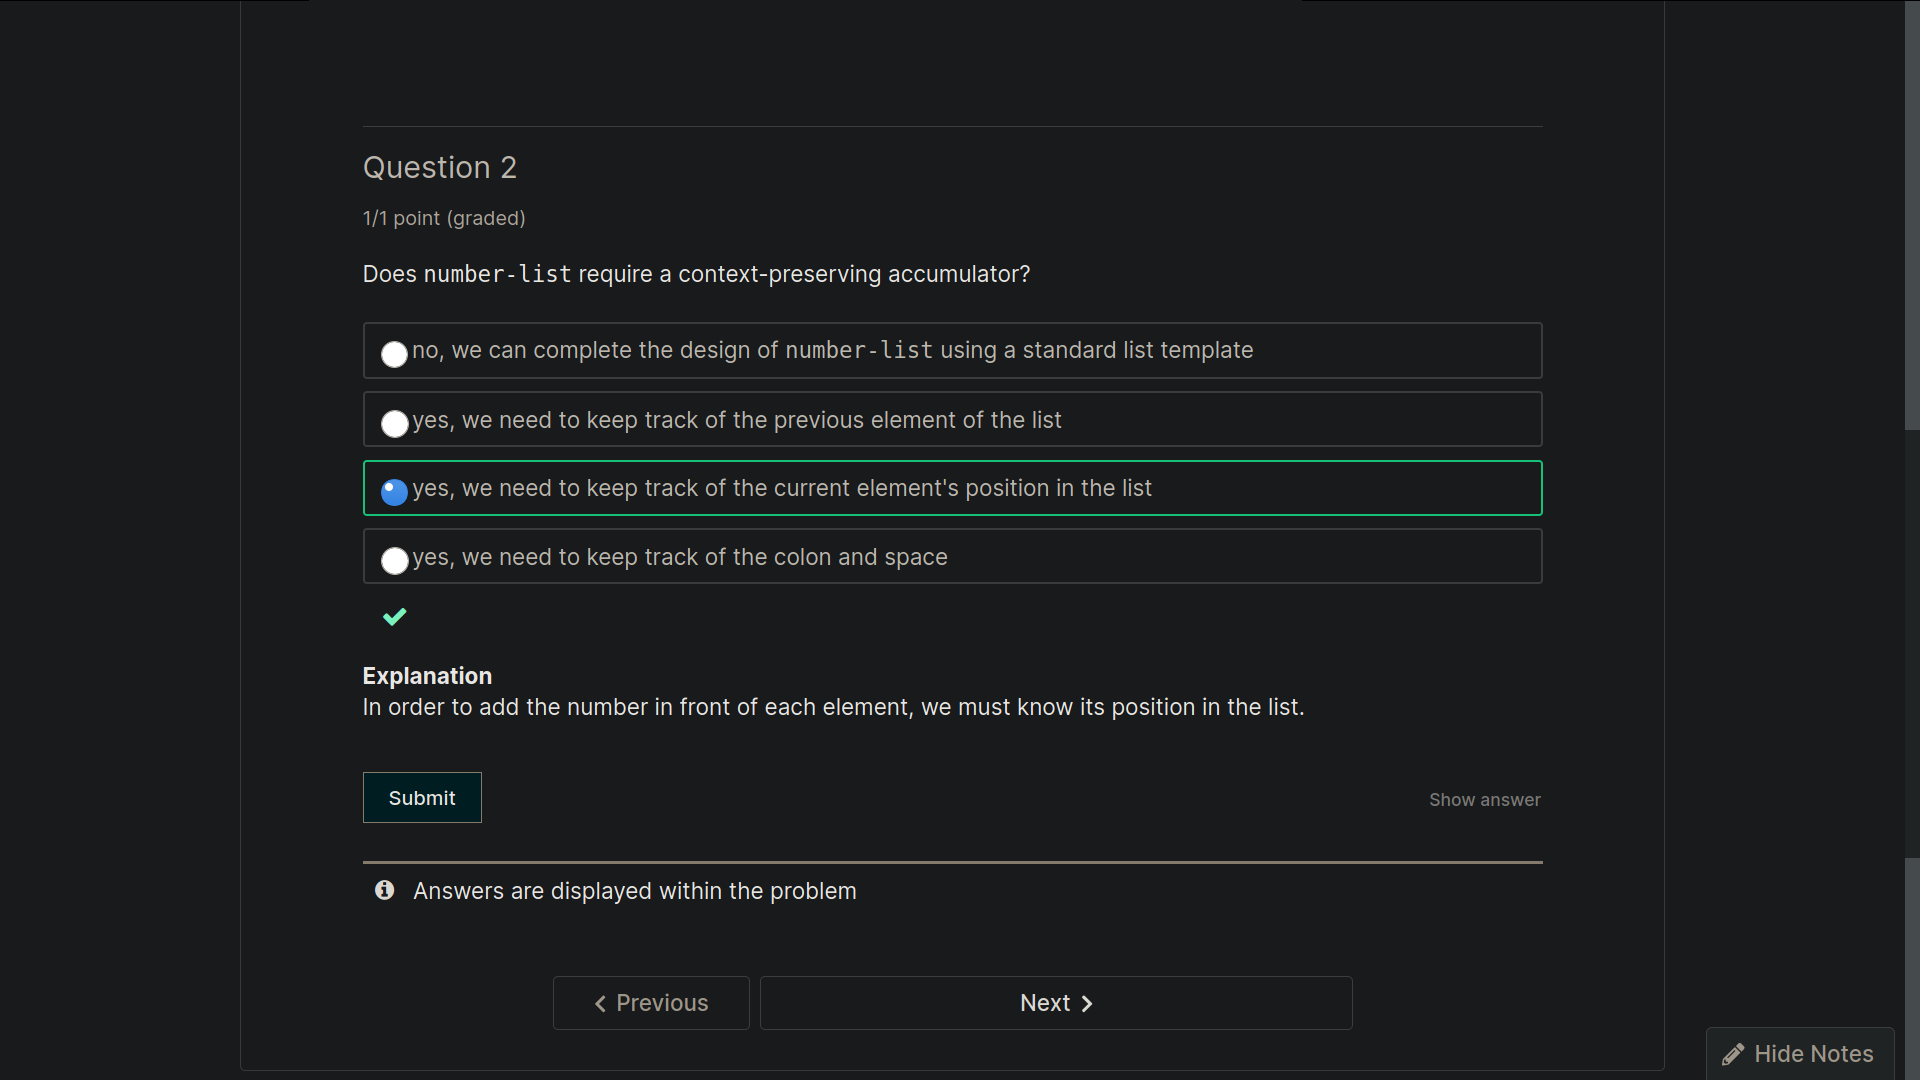 Question 2
1/1 point (graded)
Does number-list require a context-preserving accumulator?
no, we can complete the design of number-list using a standard list template
yes, we need to keep track of the previous element of the list
yes, we need to keep track of the current element's position in the list
yes, we need to keep track of the colon and space
Explanation
In order to add the number in front of each element, we must know its position in the list.
Submit
Show answer
Answers are displayed within the problem
Previous
Next
Hide Notes